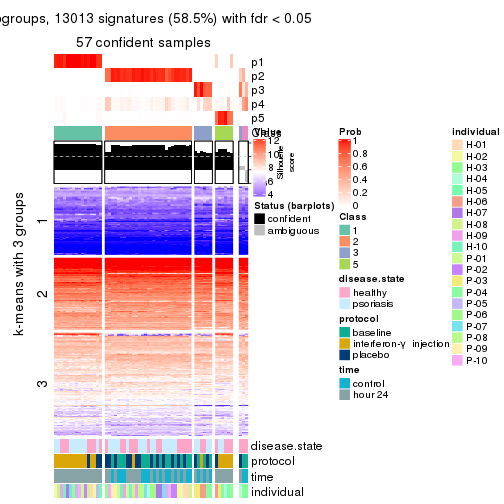 ogroups, 13013 signatures (58.5%) with fdr < 0.05
57 confident samples
p1
p2
p3
p4
p5
Class
Silhouette
score
k-means with 3 groups
1
2
3
disease.state
protocol
time
individual
Value
12
10
8
6
4
Status (barplots)
confident
ambiguous
Prob
1
0.8
0.6
0.4
0.2
0
Class
1
2
3
5
disease.state
healthy
psoriasis
protocol
baseline
interferon-γ injection
placebo
time
control
hour 24
individual
H-01
H-02
H-03
H-04
H-05
H-06
H-07
H-08
H-09
H-10
P-01
P-02
P-03
P-04
P-05
P-06
P-07
P-08
P-09
P-10